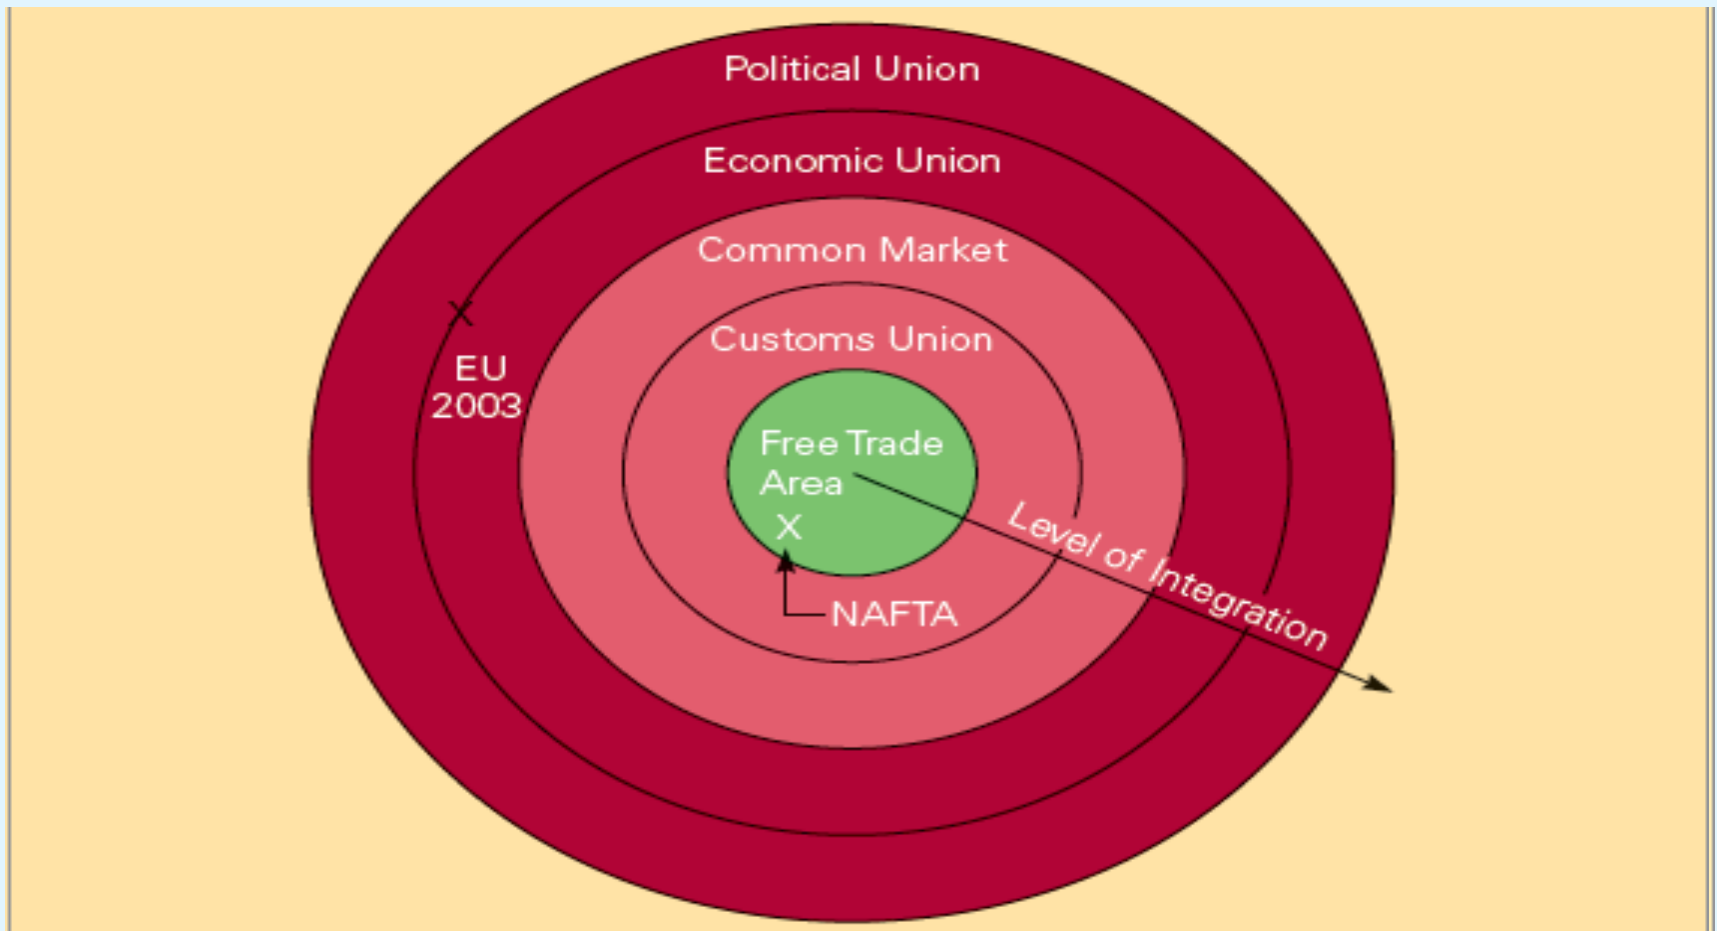 Political Union
Economic Union
Common Market
X
Customs Union
EU
2003
Free Trade
Area
X
Level of Integration
NAFTA